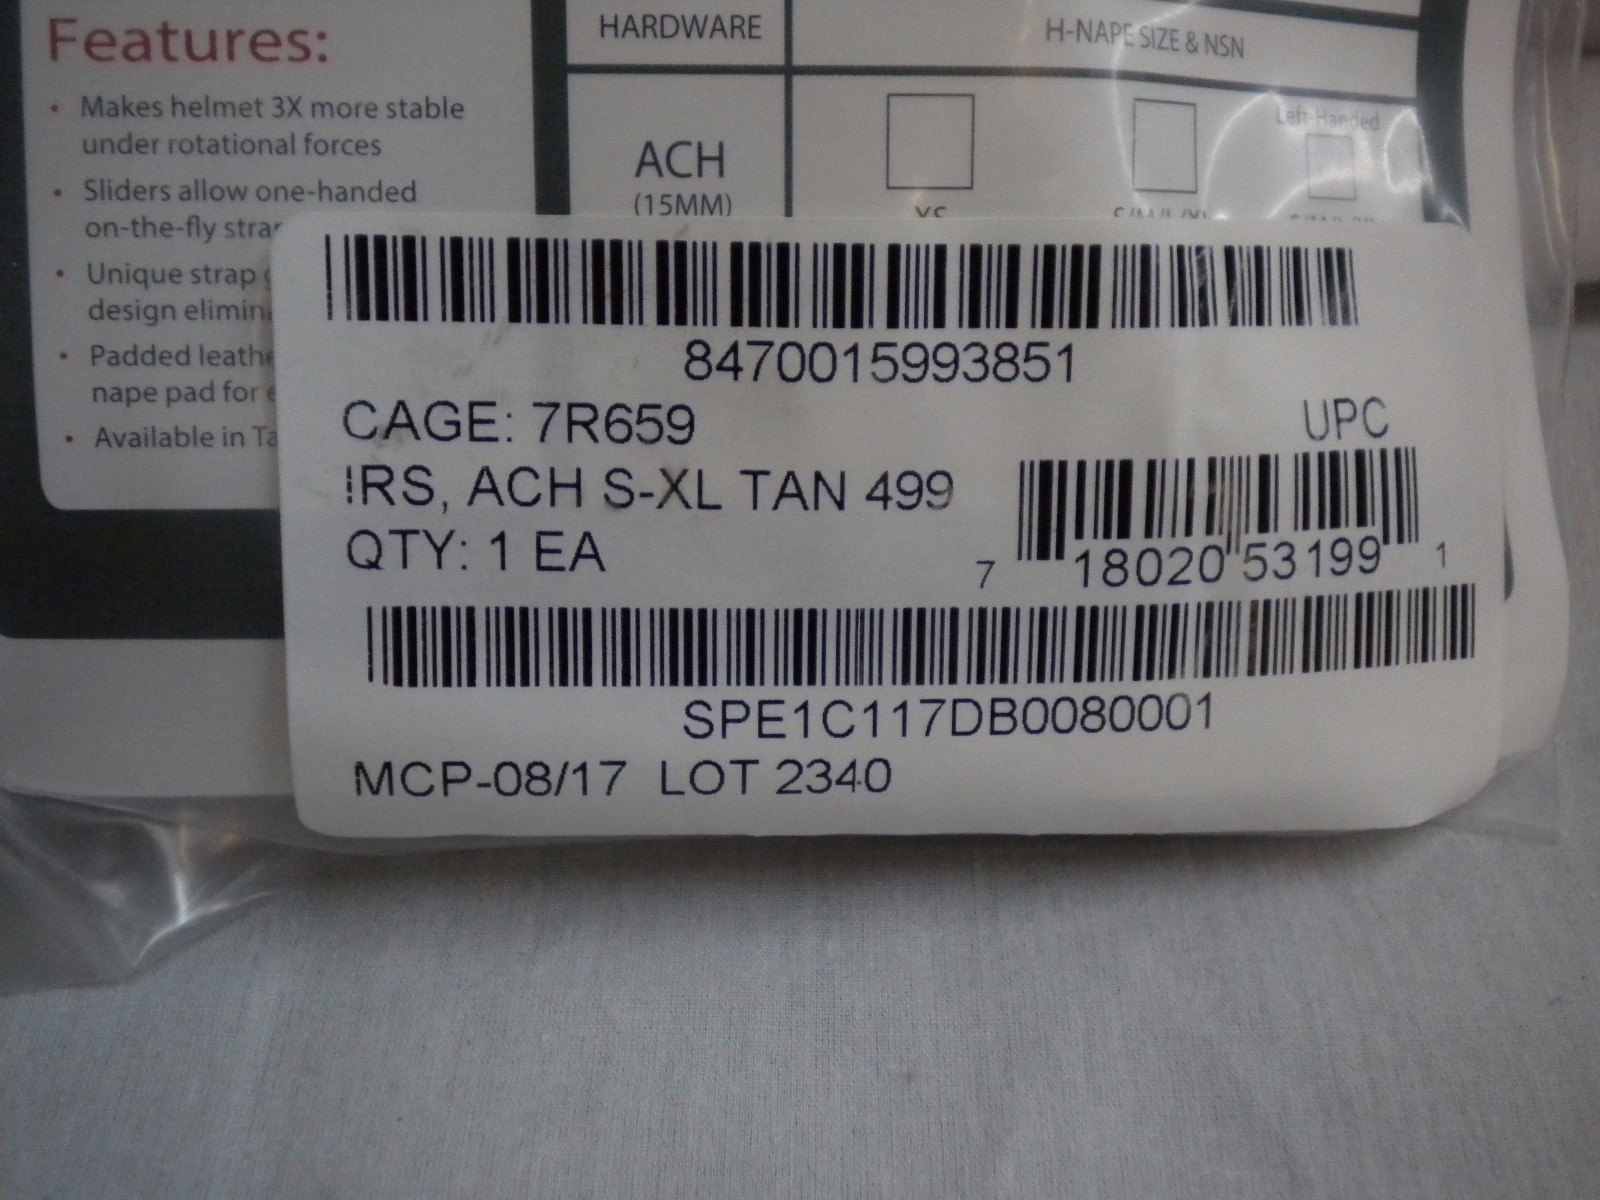 Features:
• Makes helmet 3X more stable
under rotational forces
• Sliders allow one-handed
on-the-fly
• Unique strap
design
• Padded
nape pad for
• Available in
HARDWARE
H-NAPE SIZE & NSN
ACH
(15MM)
Left-Handed
XS
8470015993851
CAGE: 7R659
UPC
IRS, ACH S-XL TAN 499
QTY: 1 EA
7 18020 53199 1
SPE1C117DB0080001
MCP-08/17 LOT 2340